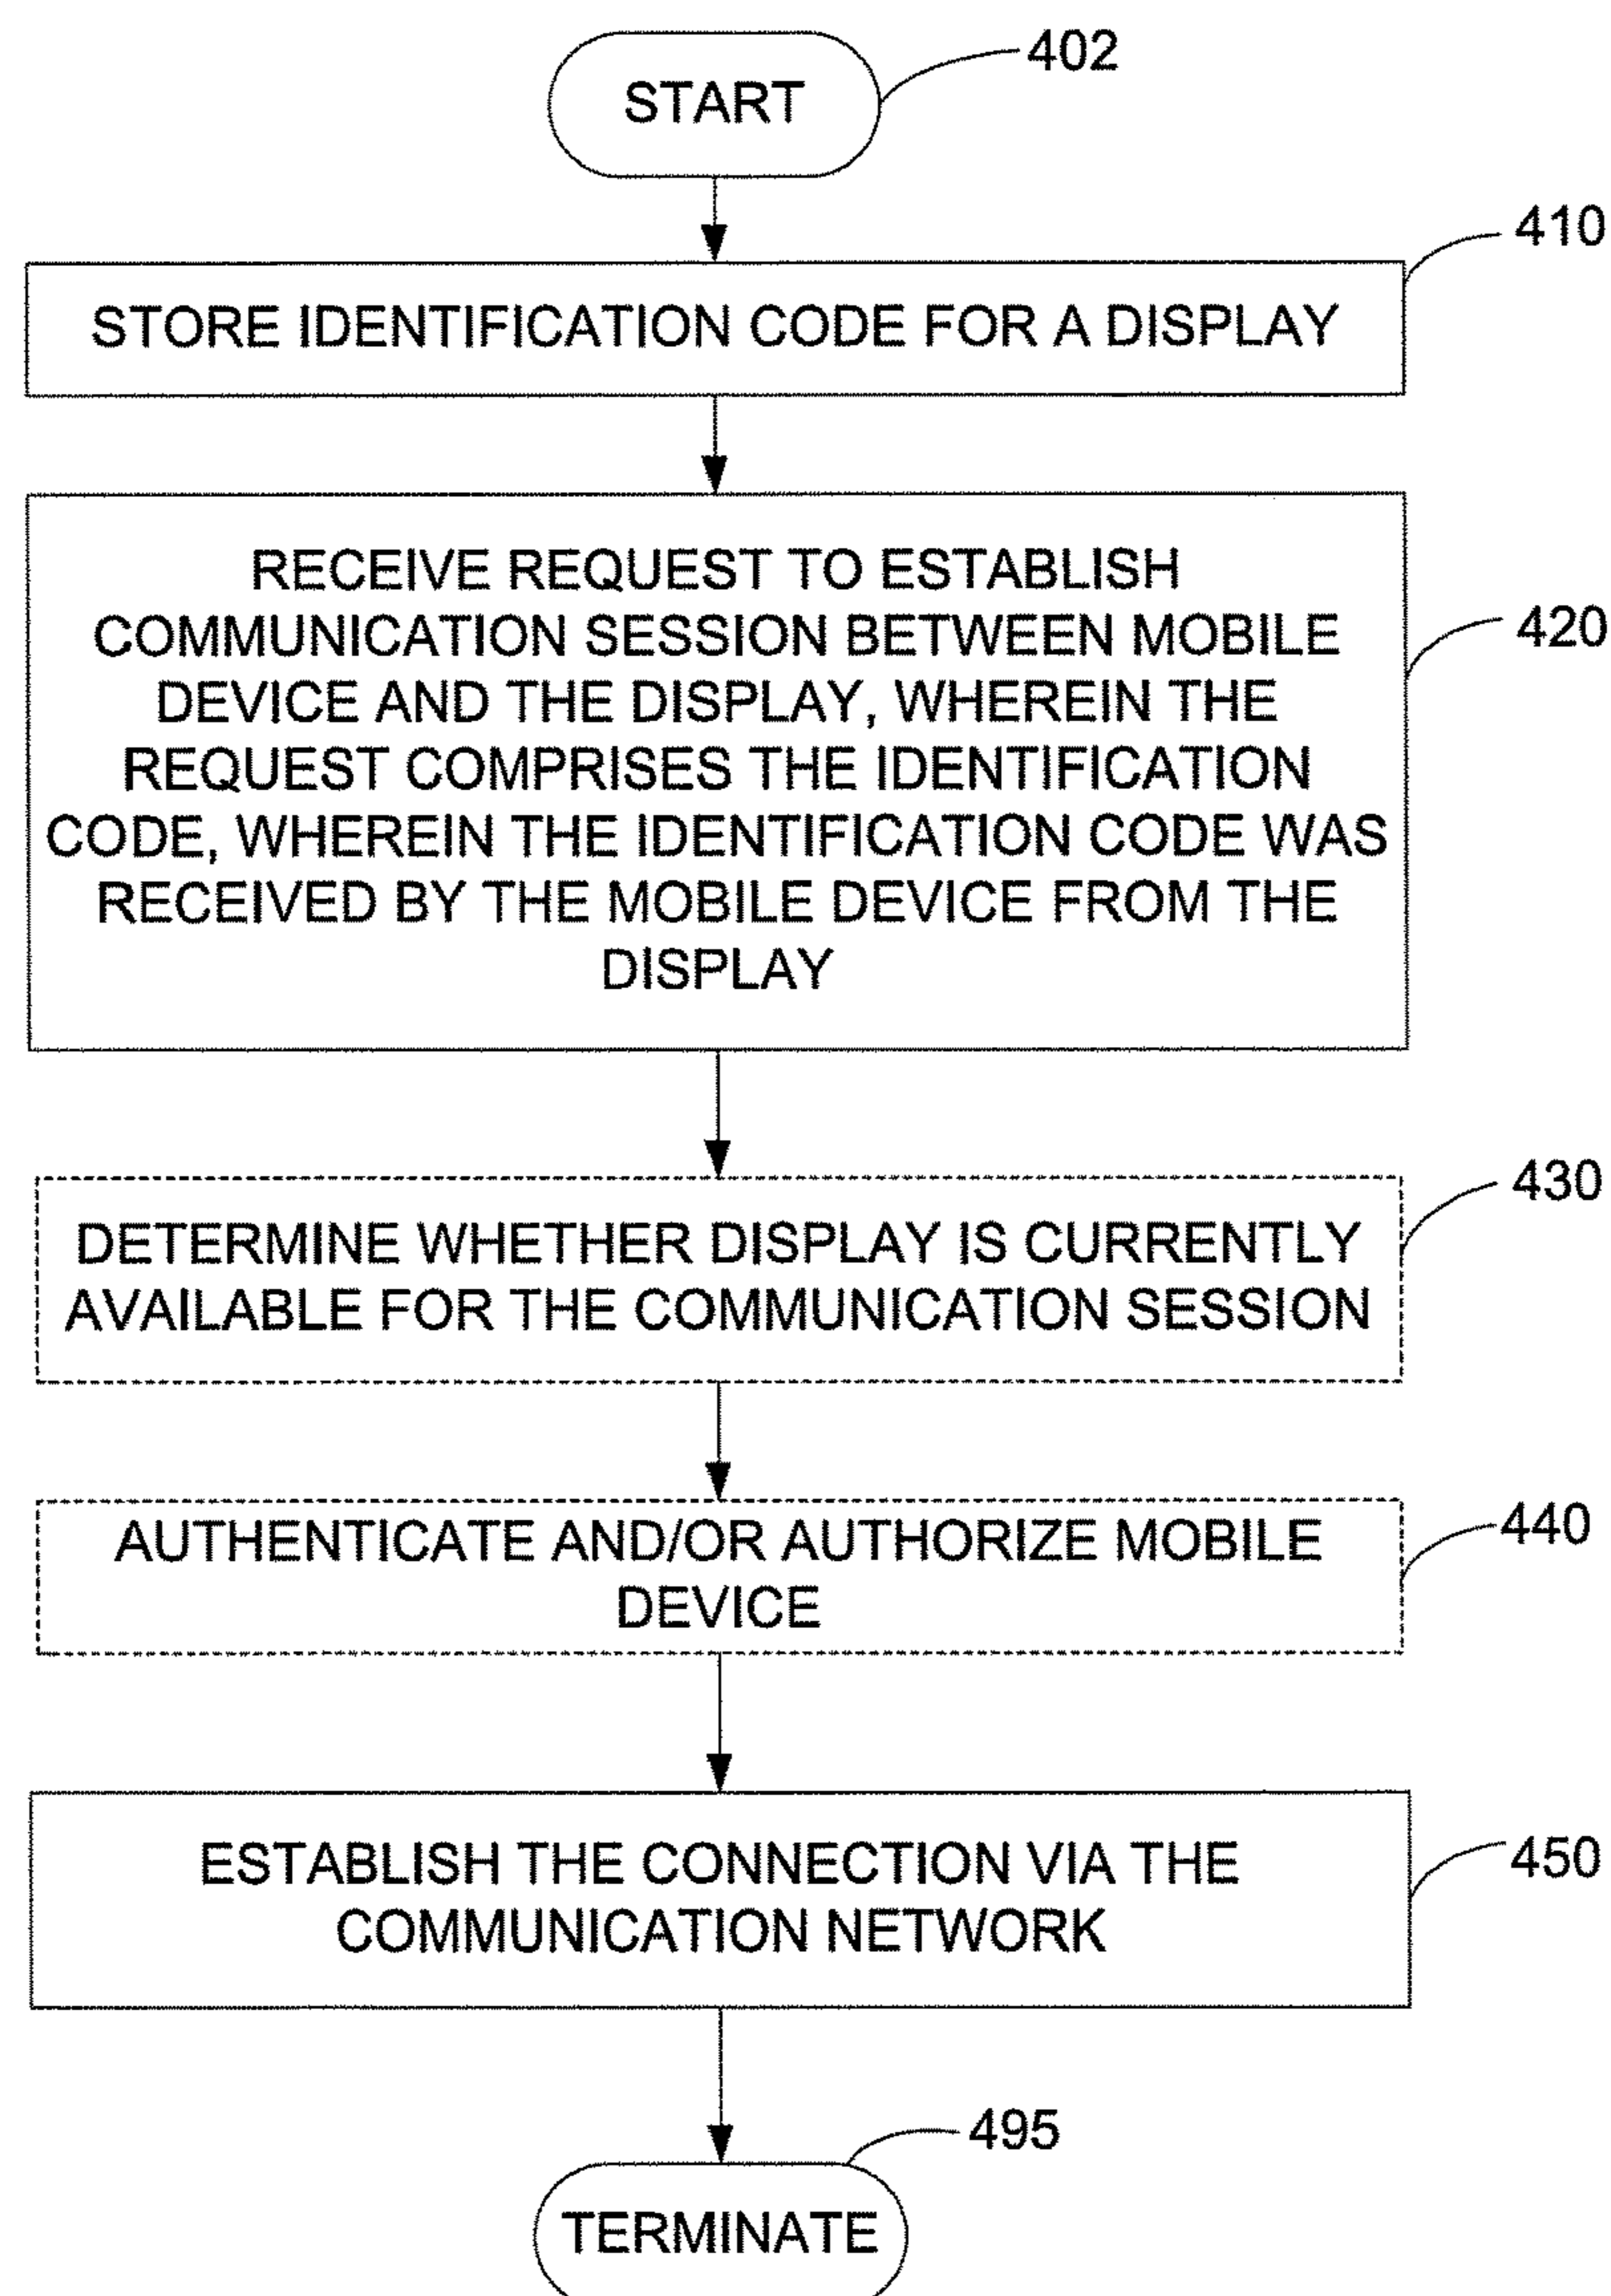 402
START
410
STORE IDENTIFICATION CODE FOR A DISPLAY
RECEIVE REQUEST TO ESTABLISH
COMMUNICATION SESSION BETWEEN MOBILE
DEVICE AND THE DISPLAY, WHEREIN THE
REQUEST COMPRISES THE IDENTIFICATION
CODE, WHEREIN THE IDENTIFICATION CODE WAS
RECEIVED BY THE MOBILE DEVICE FROM THE
DISPLAY
420
430
DETERMINE WHETHER DISPLAY IS CURRENTLY
AVAILABLE FOR THE COMMUNICATION SESSION
440
AUTHENTICATE AND/OR AUTHORIZE MOBILE
DEVICE
450
ESTABLISH THE CONNECTION VIA THE
COMMUNICATION NETWORK
495
TERMINATE